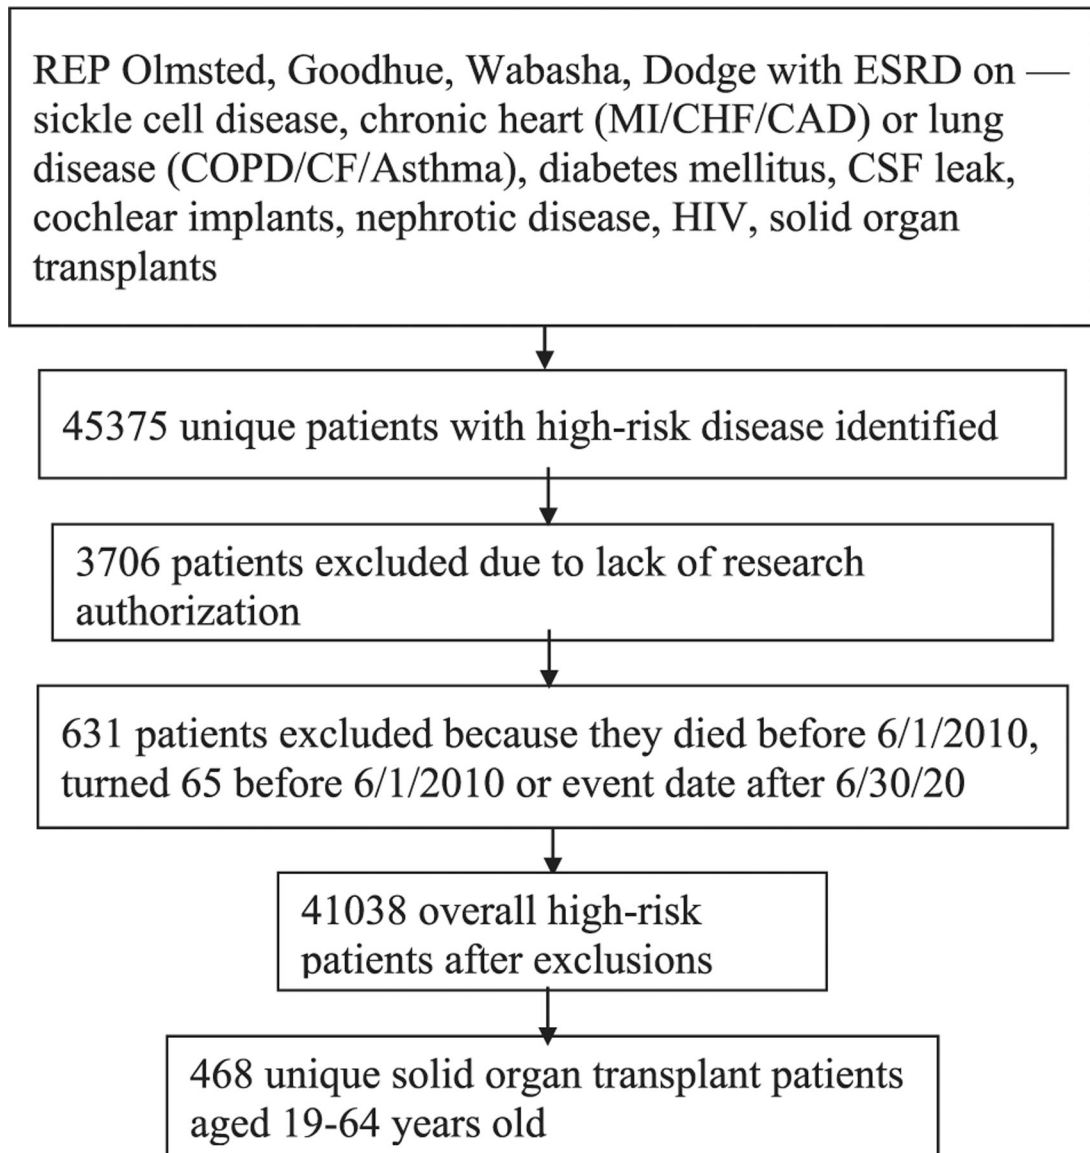 REP Olmsted, Goodhue, Wabasha, Dodge with ESRD on —
sickle cell disease, chronic heart (MI/CHF/CAD) or lung
disease (COPD/CF/Asthma), diabetes mellitus, CSF leak,
cochlear implants, nephrotic disease, HIV, solid organ
transplants
45375 unique patients with high-risk disease identified
3706 patients excluded due to lack of research
authorization
631 patients excluded because they died before 6/1/2010,
turned 65 before 6/1/2010 or event date after 6/30/20
41038 overall high-risk
patients after exclusions
468 unique solid organ transplant patients
aged 19-64 years old